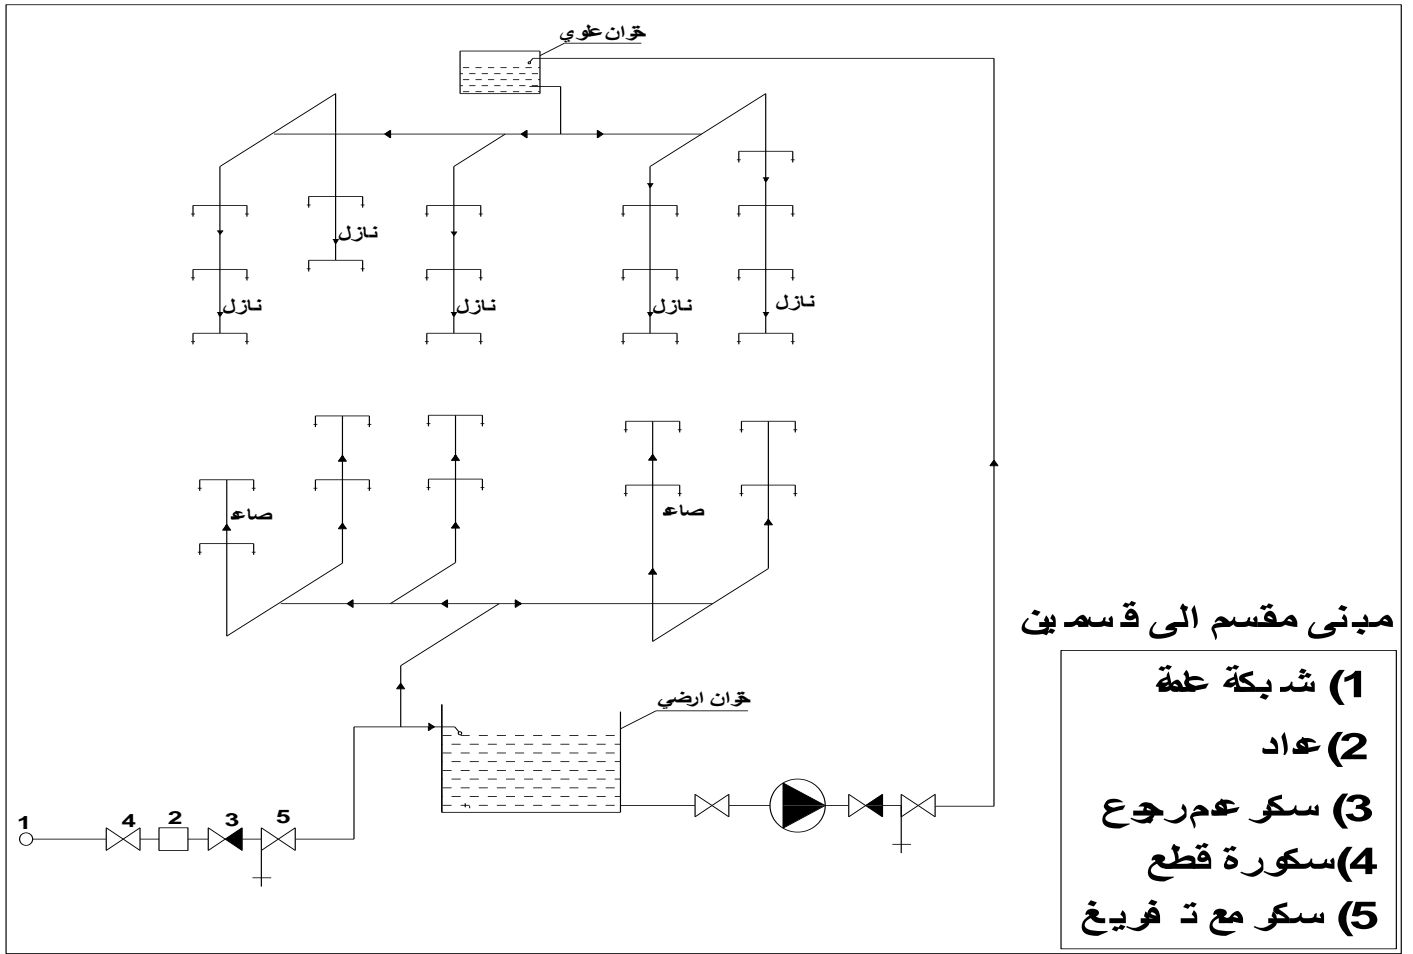 خزان علوي
نازل
نازل
نازل
نازل
نازل
صاعد
صاعد
مبنى مقسم الى قسمين
خزان ارضي
1) شبكة عامة
2) عداد
3) سكر عدم رجوع
4) سكورة قطع
5) سكر مع تفريغ
1
4
2
3
5